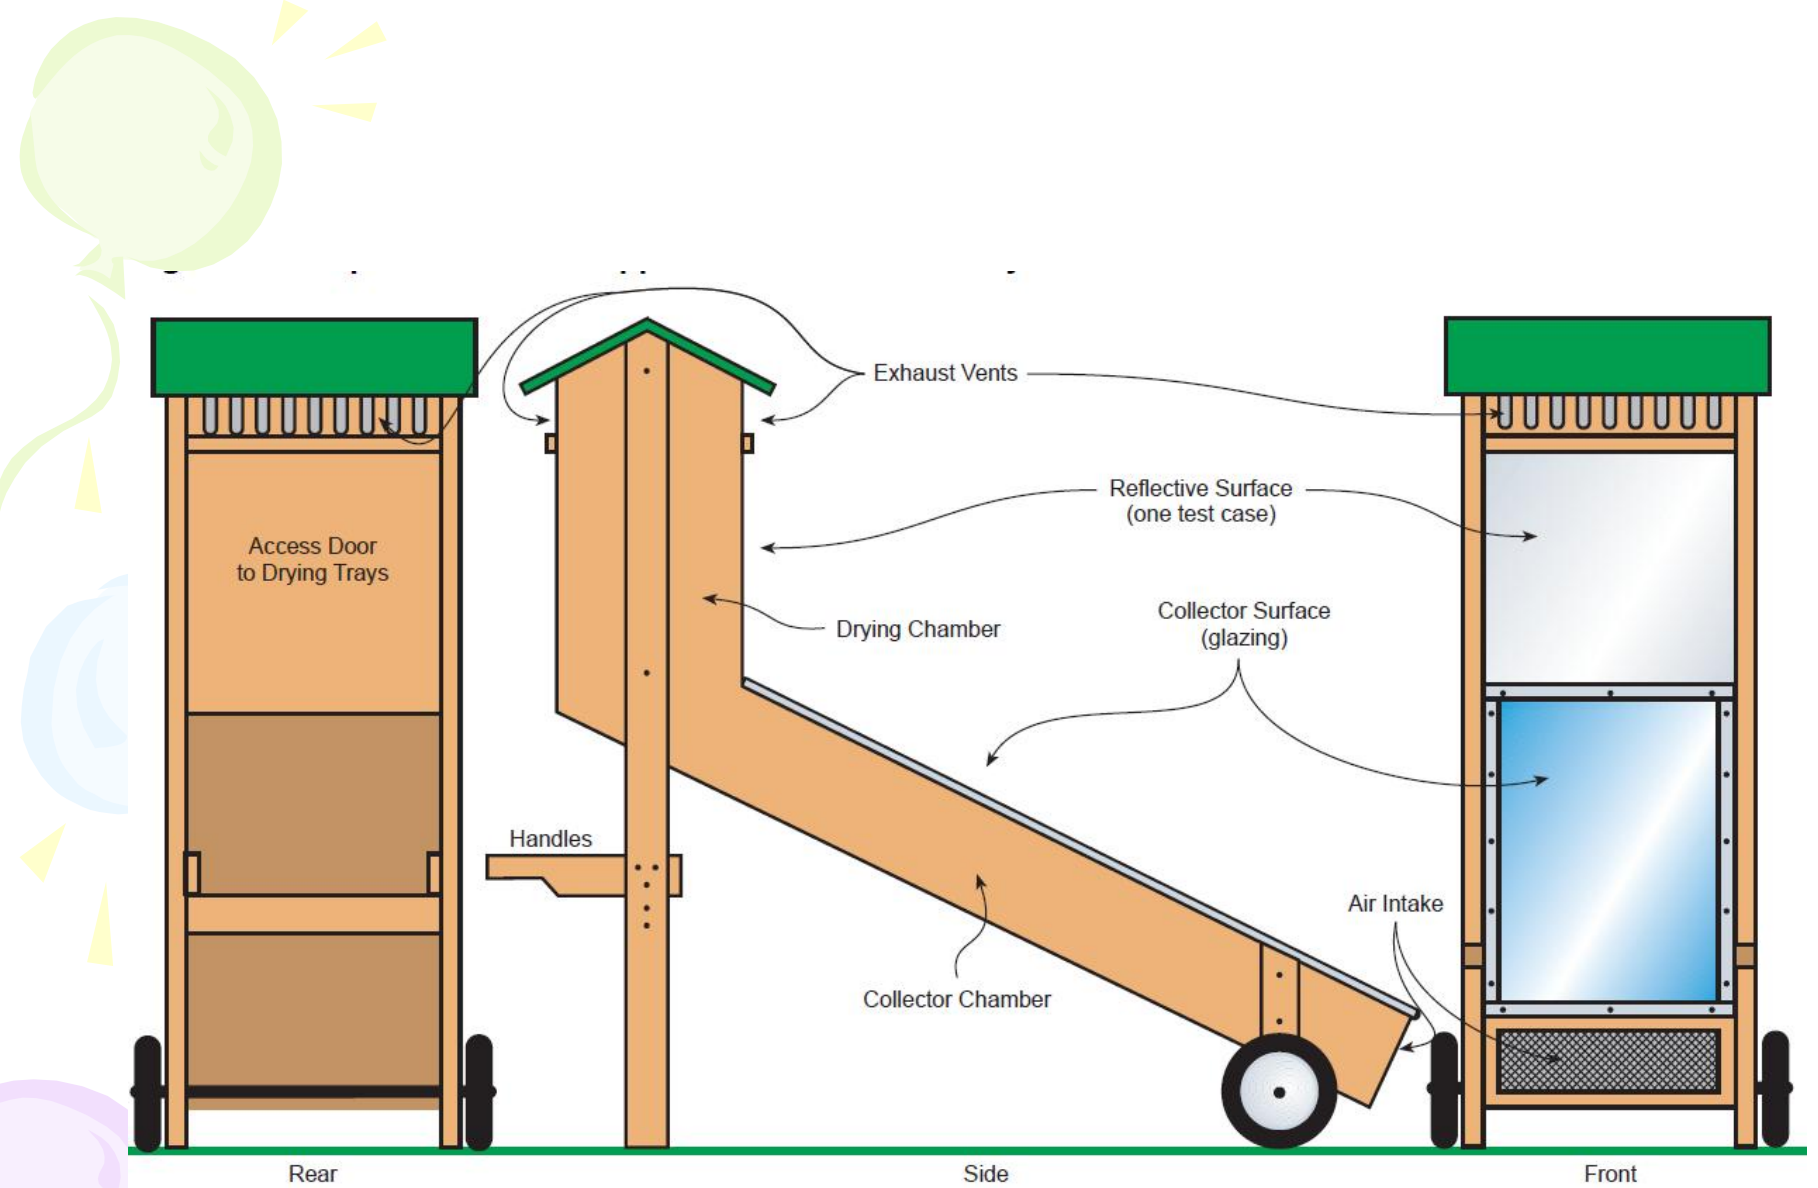 Exhaust Vents
Reflective Surface
(one test case)
Access Door
to Drying Trays
Drying Chamber
Collector Surface
(glazing)
Handles
Air Intake
Collector Chamber
Rear
Side
Front